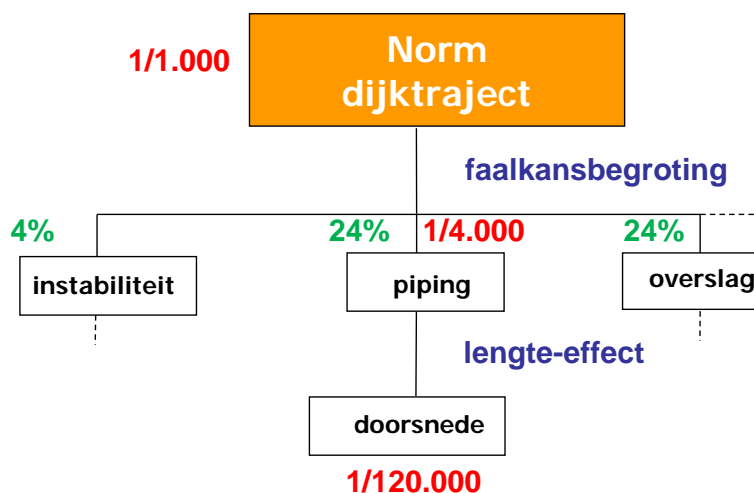 Norm
dijktraject
1/1.000
faalkansbegroting
4%
24%
1/4.000
24%
instabiliteit
piping
overslag
lengte-effect
doorsnede
1/120.000